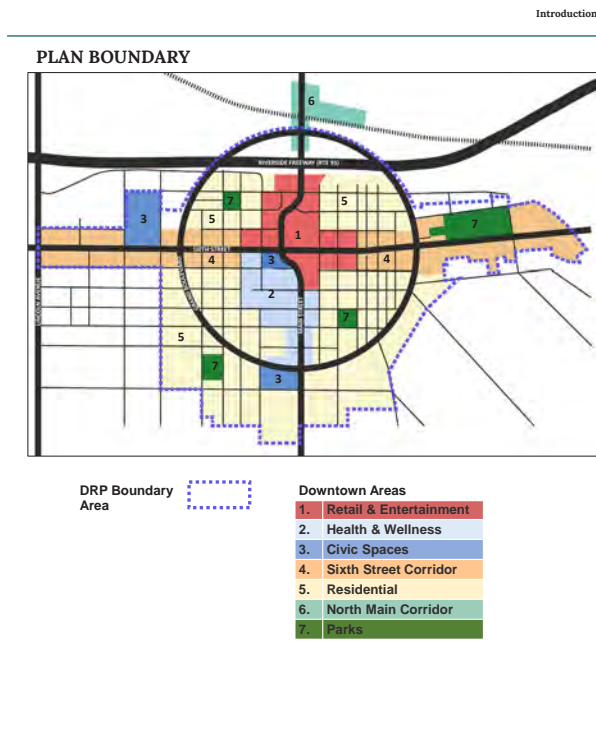 Introduction
PLAN BOUNDARY
6
RIVERSIDE FREEWAY (RTE 91)
7
5
5
3
7
1
SIXTH STREET
4
3
4
2
LINCOLN AVENUE
MAIN STREET
7
5
7
3
DRP Boundary
Area
Downtown Areas
1. Retail & Entertainment
2. Health & Wellness
3. Civic Spaces
4. Sixth Street Corridor
5. Residential
6. North Main Corridor
7. Parks